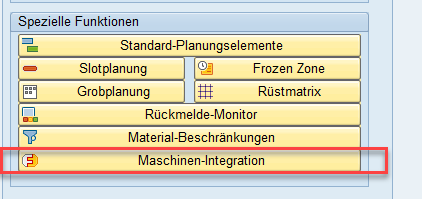 Spezielle Funktionen
Standard-Planungselemente
Slotplanung Frozen Zone
Grobplanung Rüstmatrix
Rückmelde-Monitor
Material-Beschränkungen
Maschinen-Integration